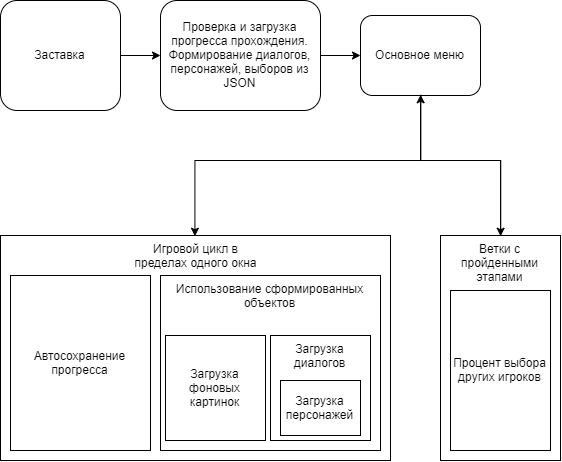 Заставка
Проверка и загрузка
прогресса прохождения.
Формирование диалогов,
персонажей, выборов из
JSON
Основное меню
Игровой цикл в
пределах одного окна
Автосохранение
прогресса
Использование сформированных
объектов
Загрузка
фоновых
картинок
Загрузка
диалогов
Загрузка
персонажей
Ветки с
пройденными
этапами
Процент выбора
других игроков